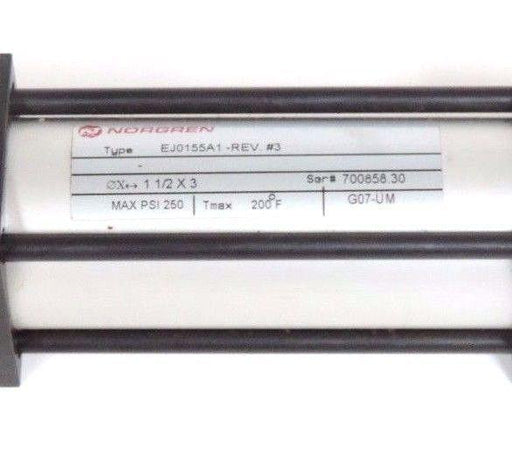 NORGREN
Type EJ0155A1-REV. #3
ØX↔ 1 1/2 X 3 Ser# 700858.30
MAX PSI 250 Tmax 200°F G07-UM